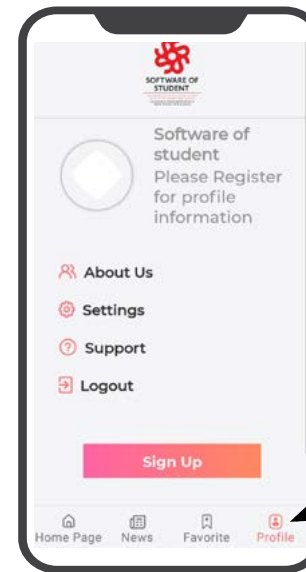 SOFTWARE OF
STUDENT
Software of
student
Please Register
for profile
information
About Us
Settings
Support
Logout
Sign Up
Home Page News Favorite Profile